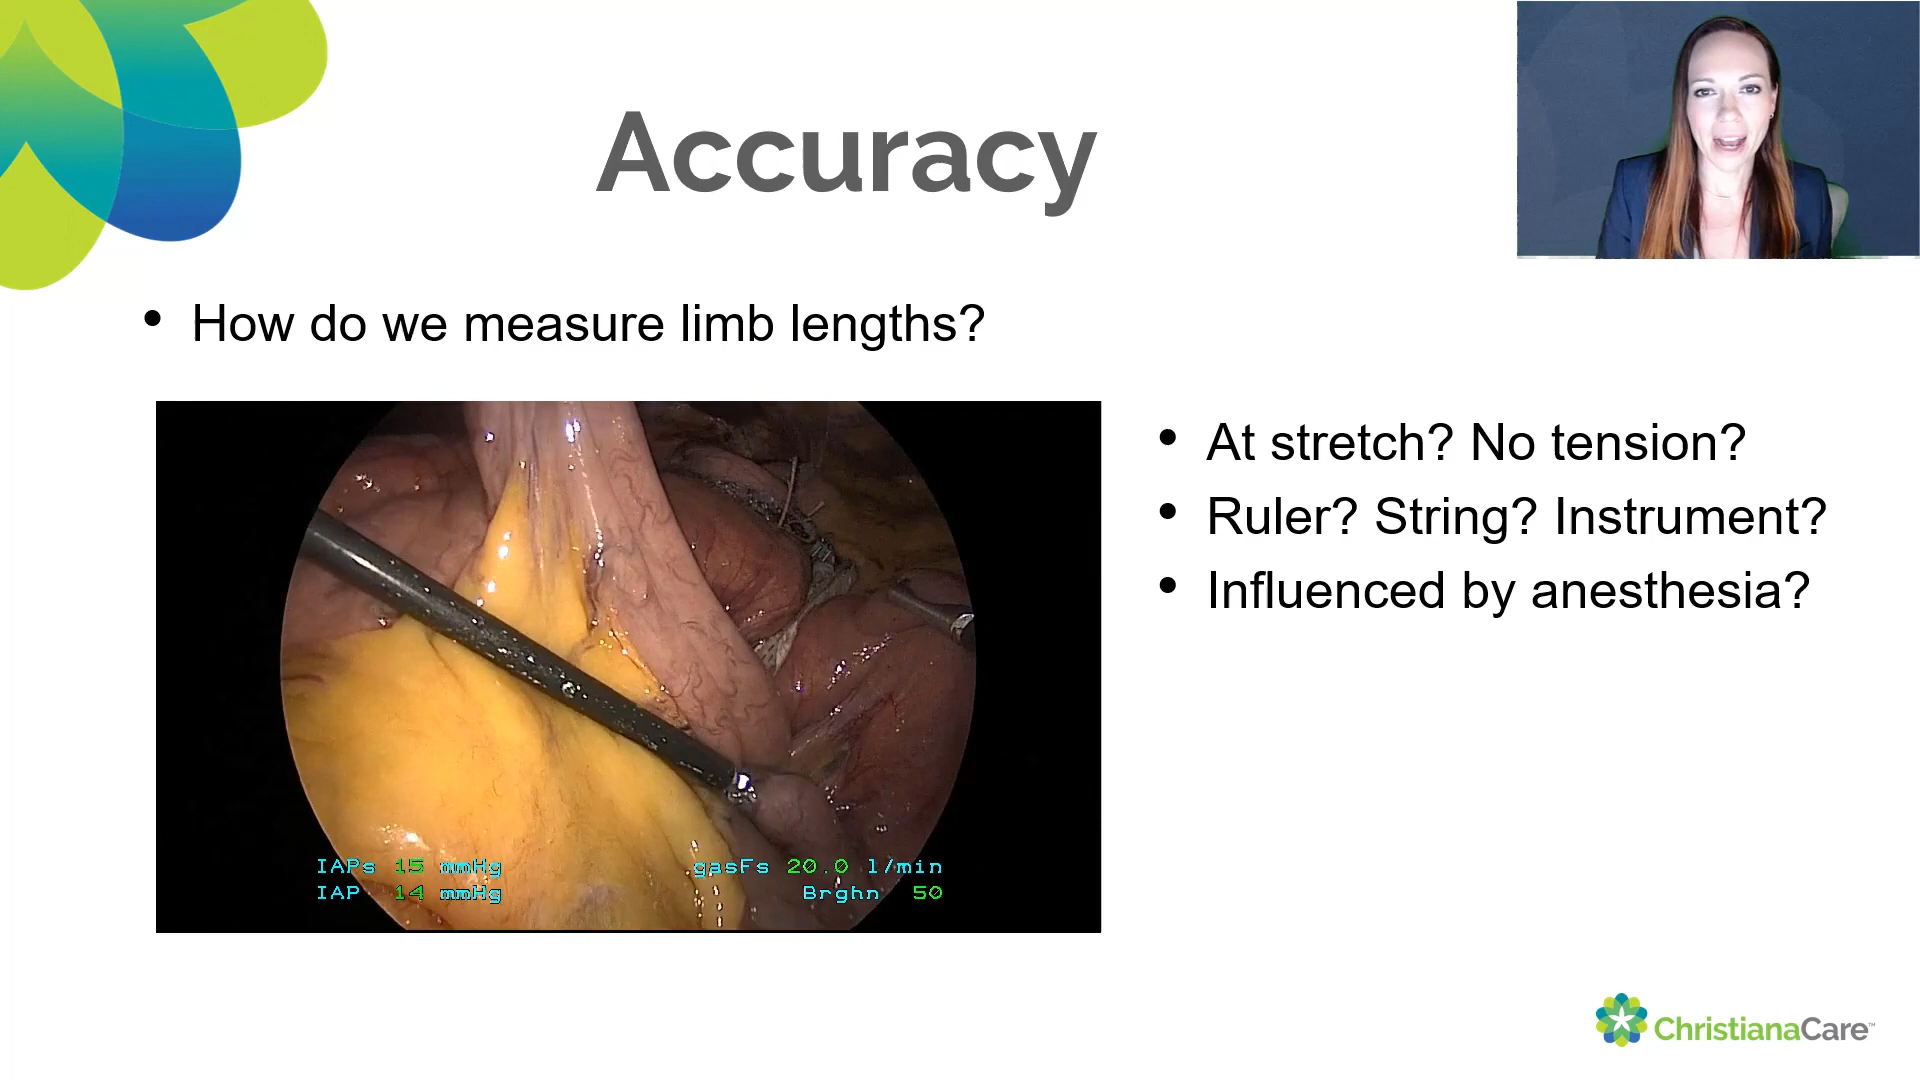 Accuracy
• How do we measure limb lengths?
• At stretch? No tension?
• Ruler? String? Instrument?
• Influenced by anesthesia?
IAPs 15 mmHg gasFs 20.0 l/min
IAP 14 mmHg Brghn 50
ChristianaCare™